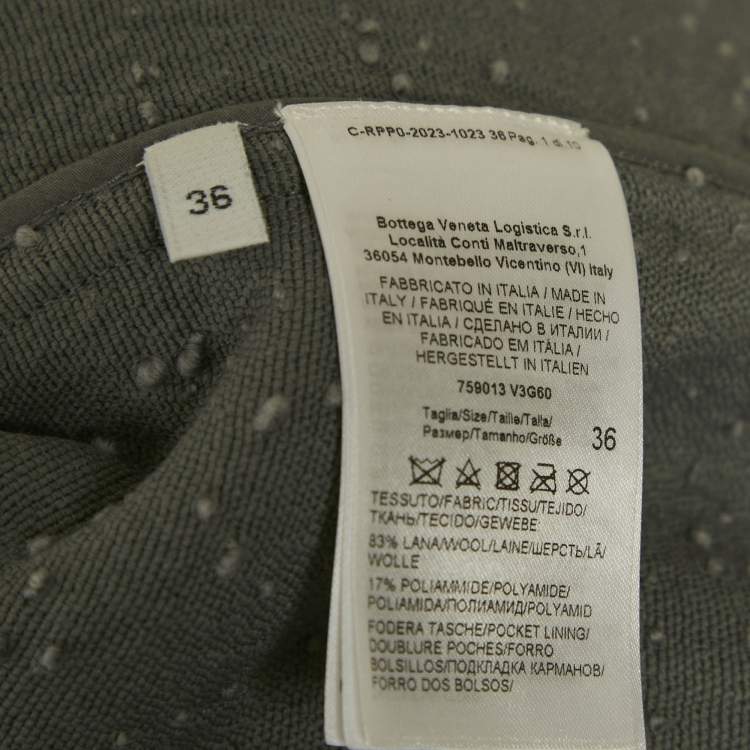 36
C-RPP0-2023-1023 36 Pag. 1 di 10
Bottega Veneta Logistica S.r.l.
Località Conti Maltraverso,1
36054 Montebello Vicentino (VI) Italy
FABBRICATO IN ITALIA / MADE IN
ITALY / FABRIQUÉ EN ITALIE / HECHO
EN ITALIA / СДЕЛАНО В ИТАЛИИ /
FABRICADO EM ITÁLIA /
HERGESTELLT IN ITALIEN
759013 V3G60
Taglia/Size/Taille/Talla/
Размер/Tamanho/Größe 36
TESSUTO/FABRIC/TISSU/TEJIDO/
ТКАНЬ/TECIDO/GEWEBE:
83% LANA/WOOL/LAINE/ШЕРСТЬ/LÃ/
WOLLE
17% POLIAMMIDE/POLYAMIDE/
POLIAMIDA/ПОЛИАМИД/POLYAMID
FODERA TASCHE/POCKET LINING/
DOUBLURE POCHES/FORRO
BOLSILLOS/ПОДКЛАДКА КАРМАНОВ/
FORRO DOS BOLSOS/